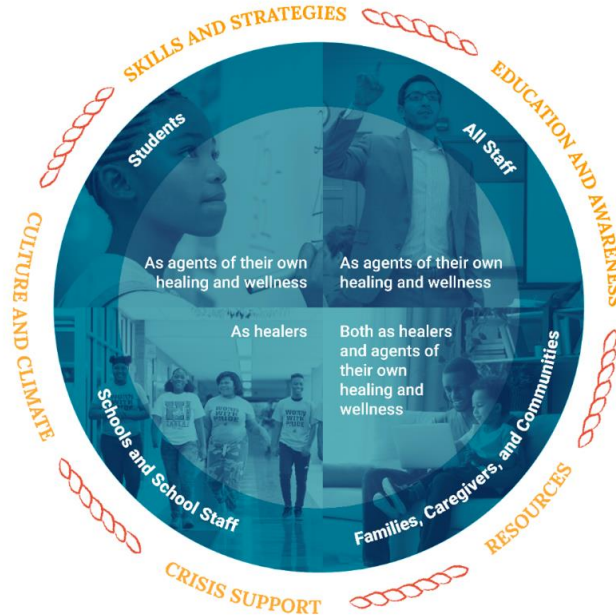 SKILLS AND STRATEGIES
EDUCATION AND AWARENESS
Students
All Staff
As agents of their own
healing and wellness
As agents of their own
healing and wellness
CULTURE AND CLIMATE
As healers
Both as healers
and agents of
their own
healing and
wellness
Schools and School Staff
Families, Caregivers, and Communities
RESOURCES
CRISIS SUPPORT